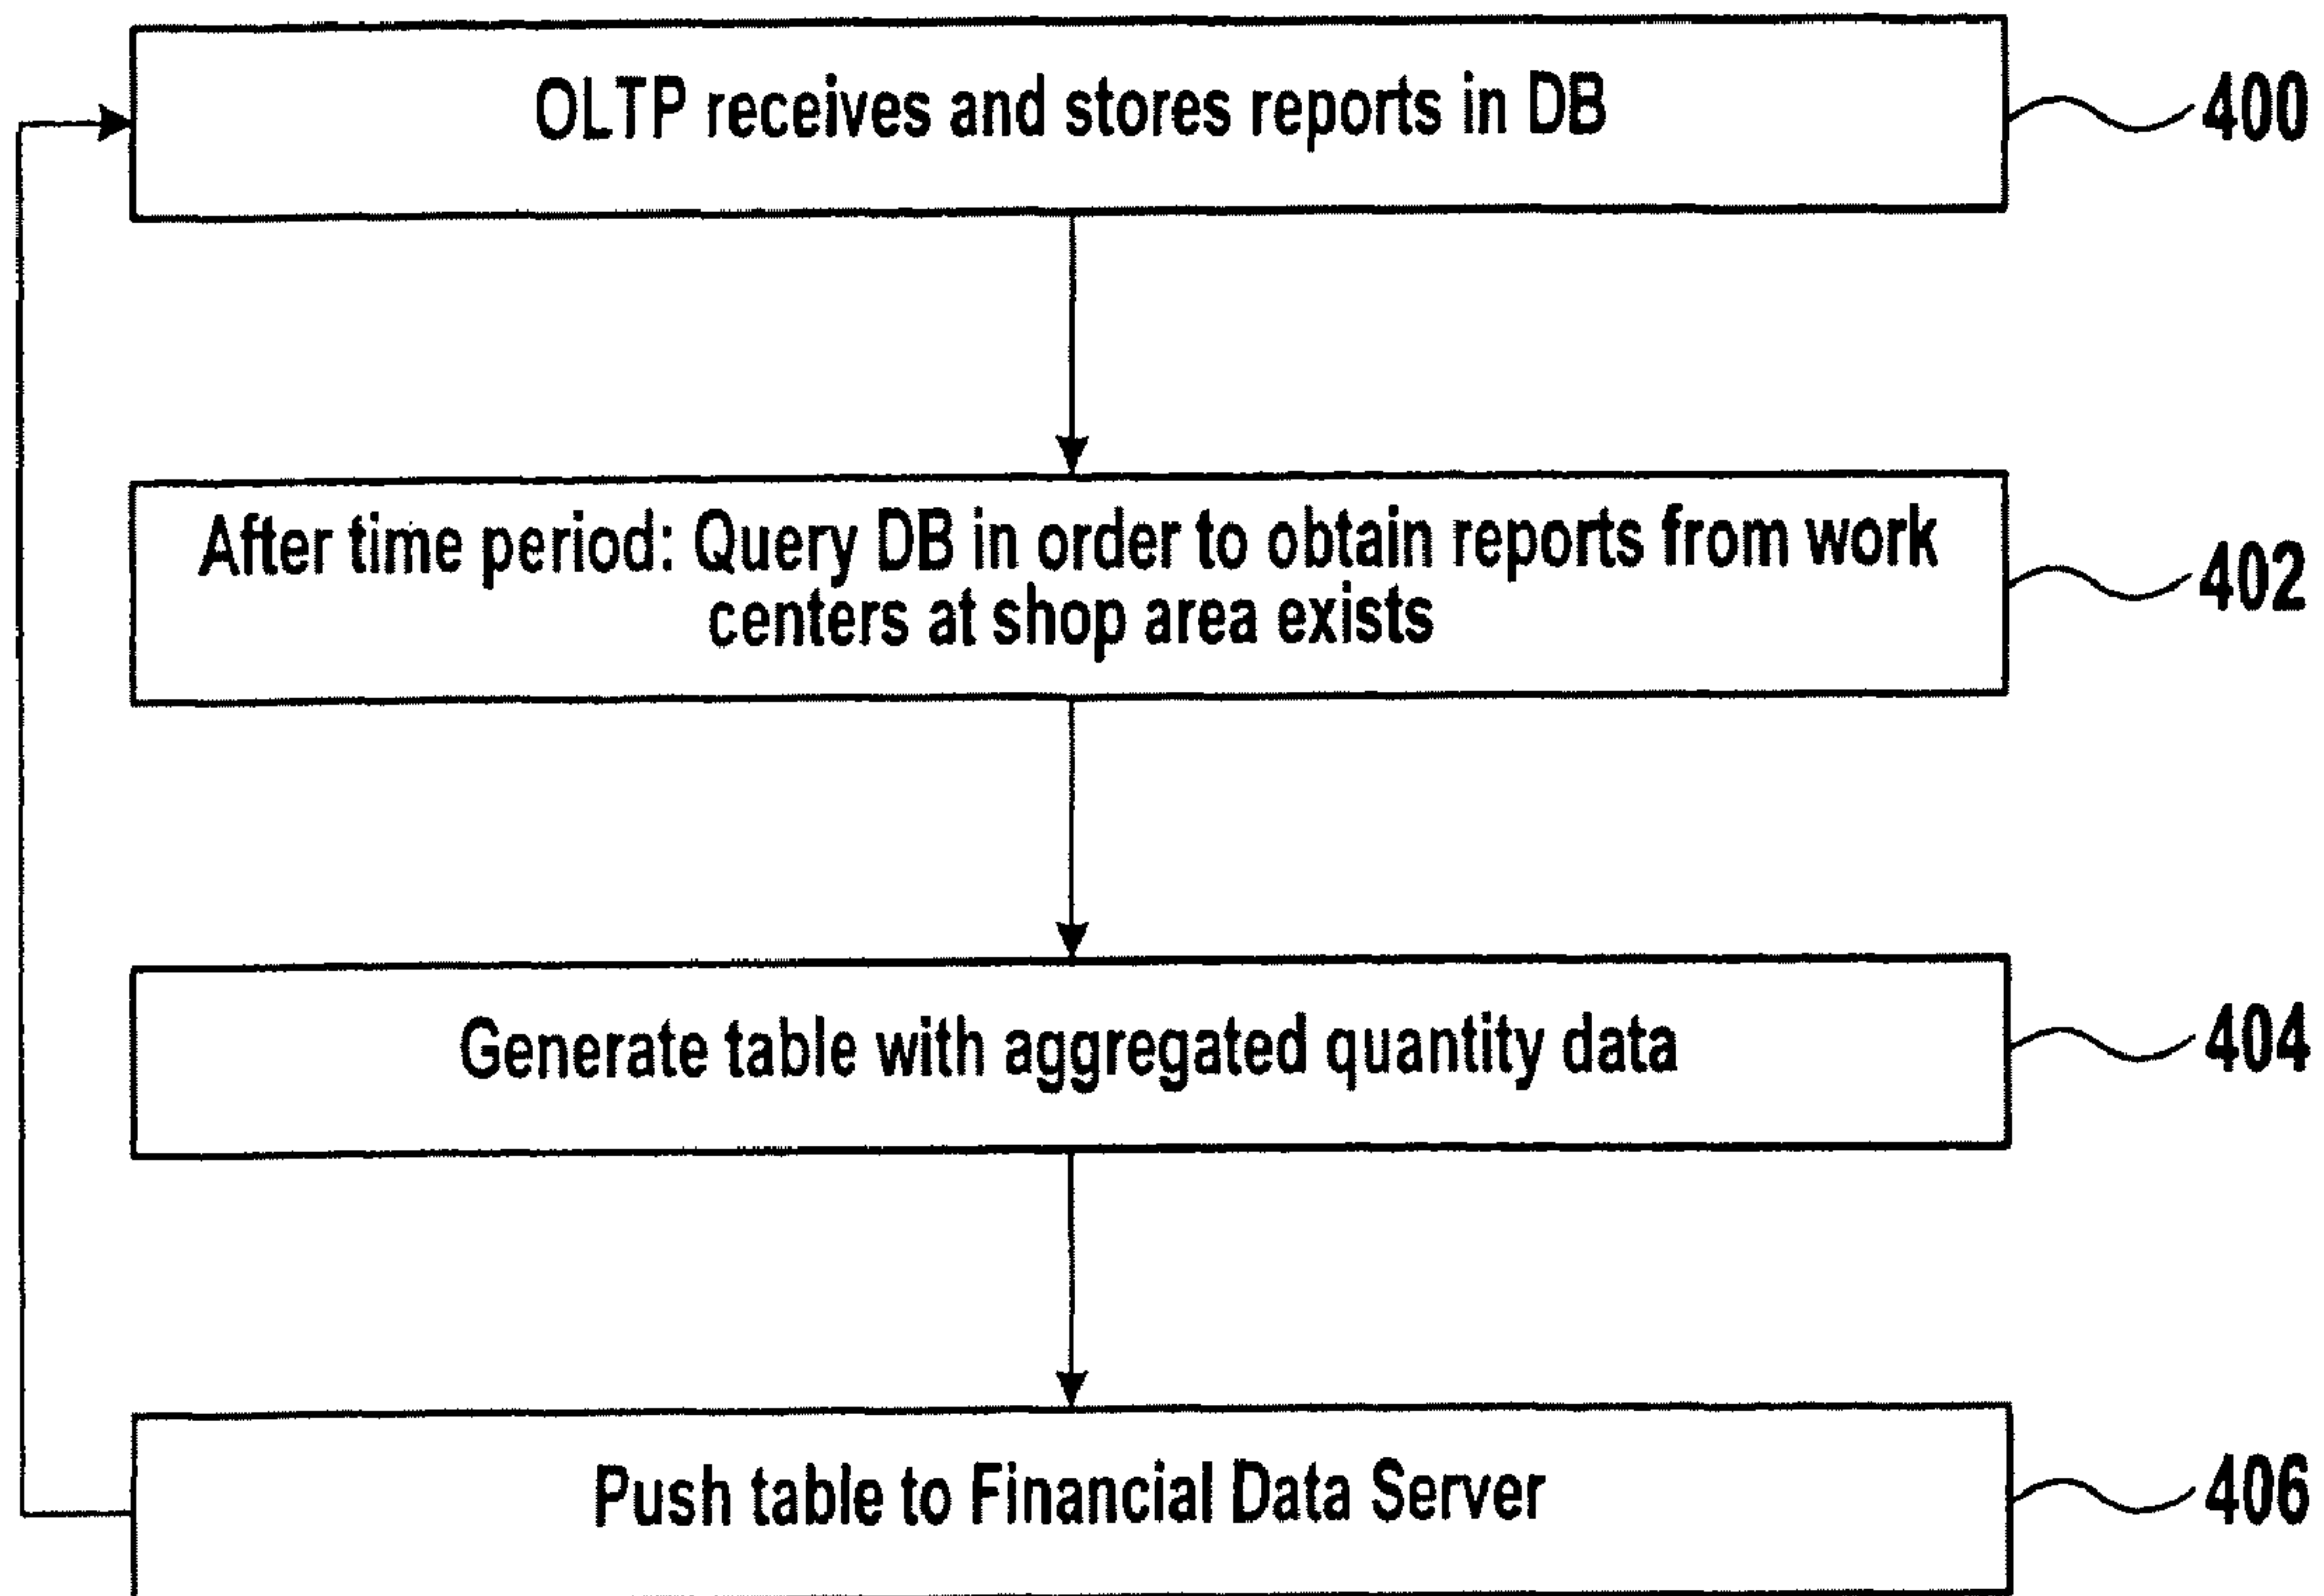 OLTP receives and stores reports in DB
400
After time period: Query DB in order to obtain reports from work
centers at shop area exists
402
Generate table with aggregated quantity data
404
Push table to Financial Data Server
406